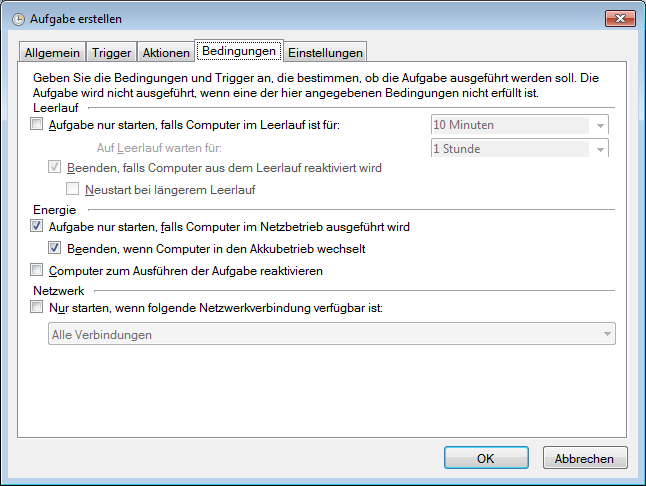 Aufgabe erstellen
Allgemein Trigger Aktionen Bedingungen Einstellungen
Geben Sie die Bedingungen und Trigger an, die bestimmen, ob die Aufgabe ausgeführt werden soll. Die
Aufgabe wird nicht ausgeführt, wenn eine der hier angegebenen Bedingungen nicht erfüllt ist.
Leerlauf
Aufgabe nur starten, falls Computer im Leerlauf ist für: 10 Minuten
Auf Leerlauf warten für: 1 Stunde
Beenden, falls Computer aus dem Leerlauf reaktiviert wird
Neustart bei längerem Leerlauf
Energie
Aufgabe nur starten, falls Computer im Netzbetrieb ausgeführt wird
Beenden, wenn Computer in den Akkubetrieb wechselt
Computer zum Ausführen der Aufgabe reaktivieren
Netzwerk
Nur starten, wenn folgende Netzwerkverbindung verfügbar ist:
Alle Verbindungen
OK Abbrechen